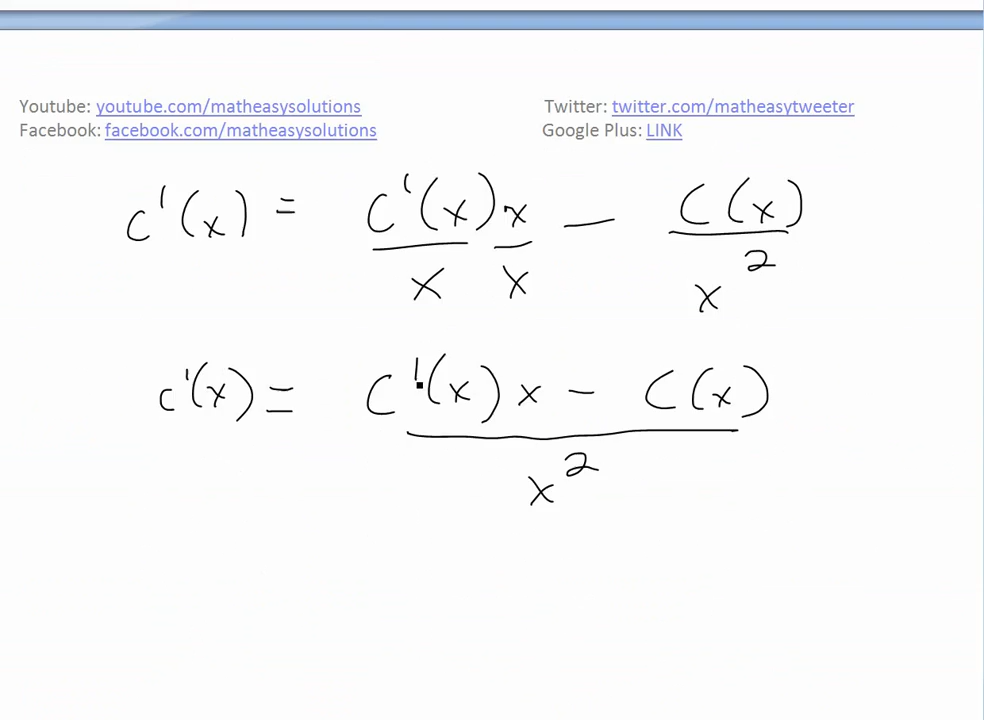 Youtube: youtube.com/matheasysolutions Twitter: twitter.com/matheasytweeter
Facebook: facebook.com/matheasysolutions Google Plus: LINK
c'(x) = C'(x)/x x/x - C(x)/x²
c'(x) = (C'(x) x - C(x))/x²